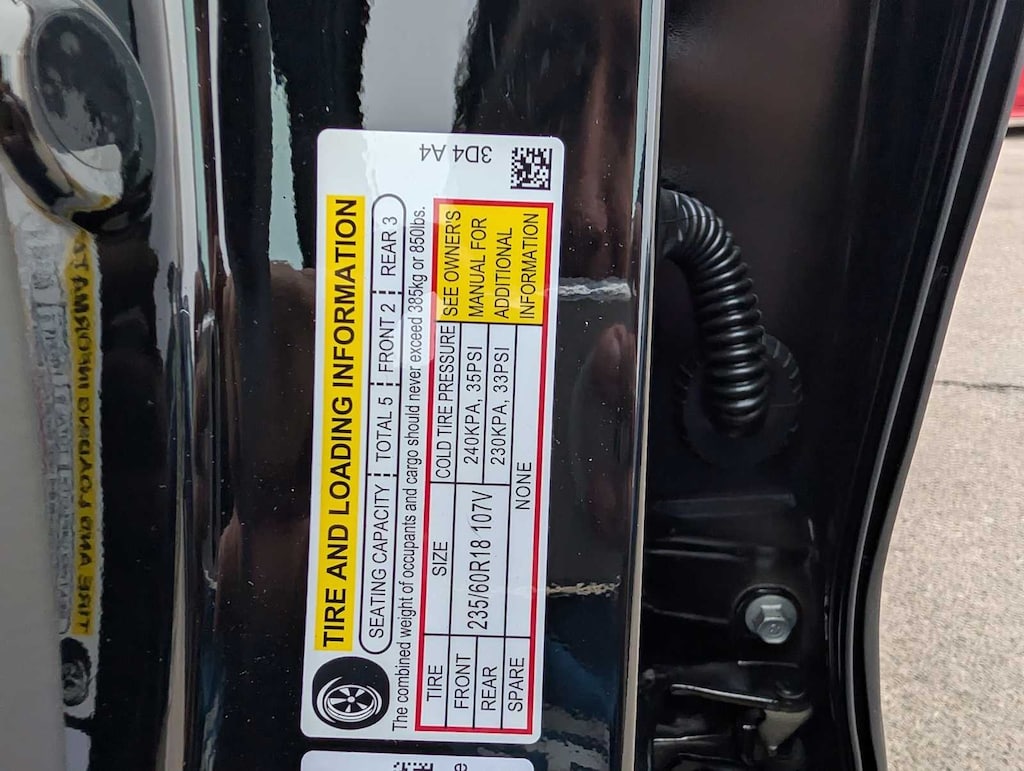 3D4 A4
TIRE AND LOADING INFORMATION
SEATING CAPACITY TOTAL 5 FRONT 2 REAR 3
The combined weight of occupants and cargo should never exceed 385kg or 850lbs.
TIRE SIZE COLD TIRE PRESSURE
FRONT 235/60R18 107V 240KPA, 35PSI
REAR 230KPA, 33PSI
SPARE NONE
SEE OWNER'S
MANUAL FOR
ADDITIONAL
INFORMATION